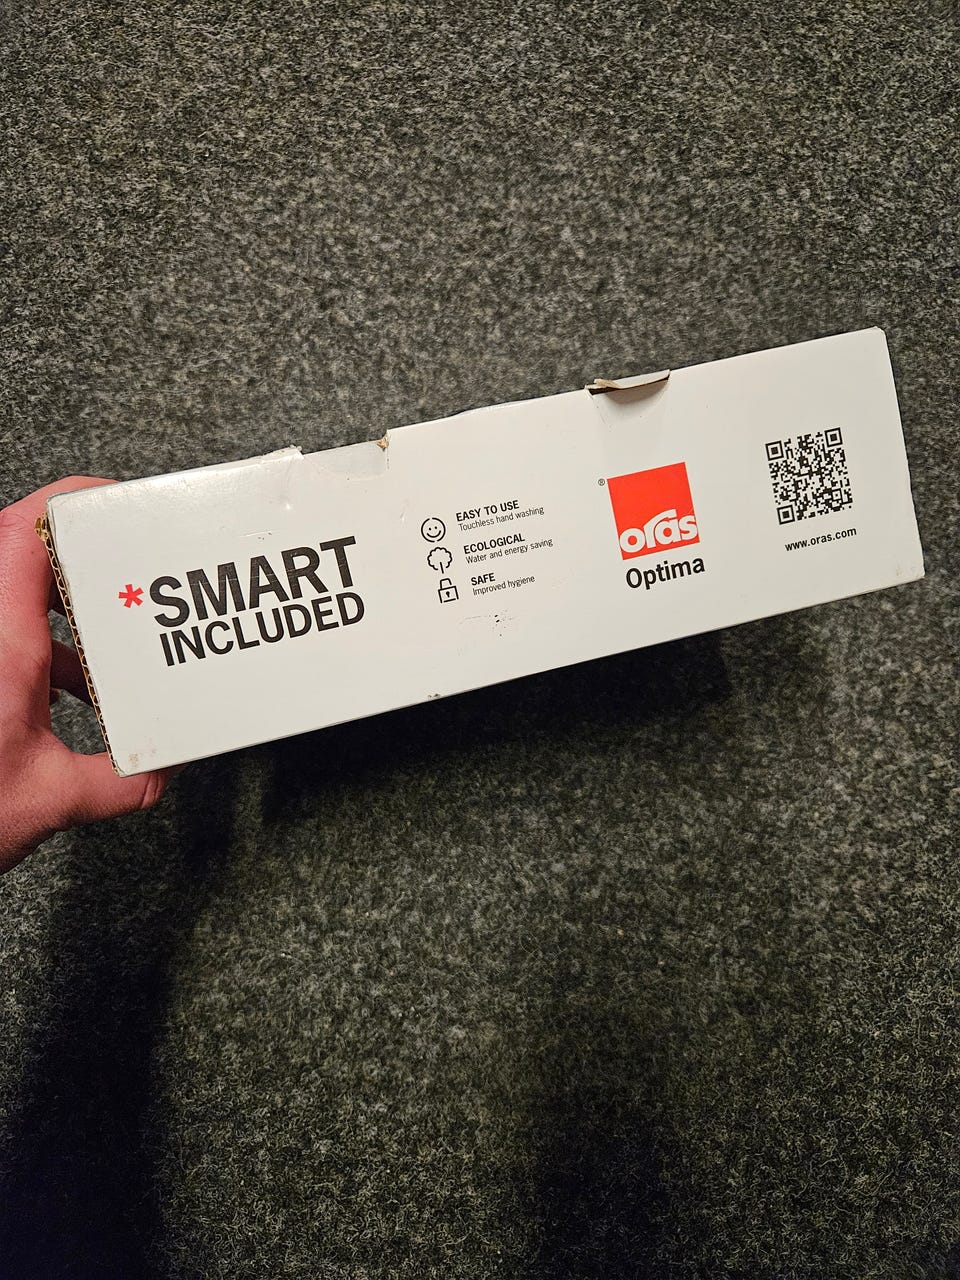 *SMART
INCLUDED
EASY TO USE
Touchless hand washing
ECOLOGICAL
Water and energy saving
SAFE
Improved hygiene
®
oras
Optima
www.oras.com